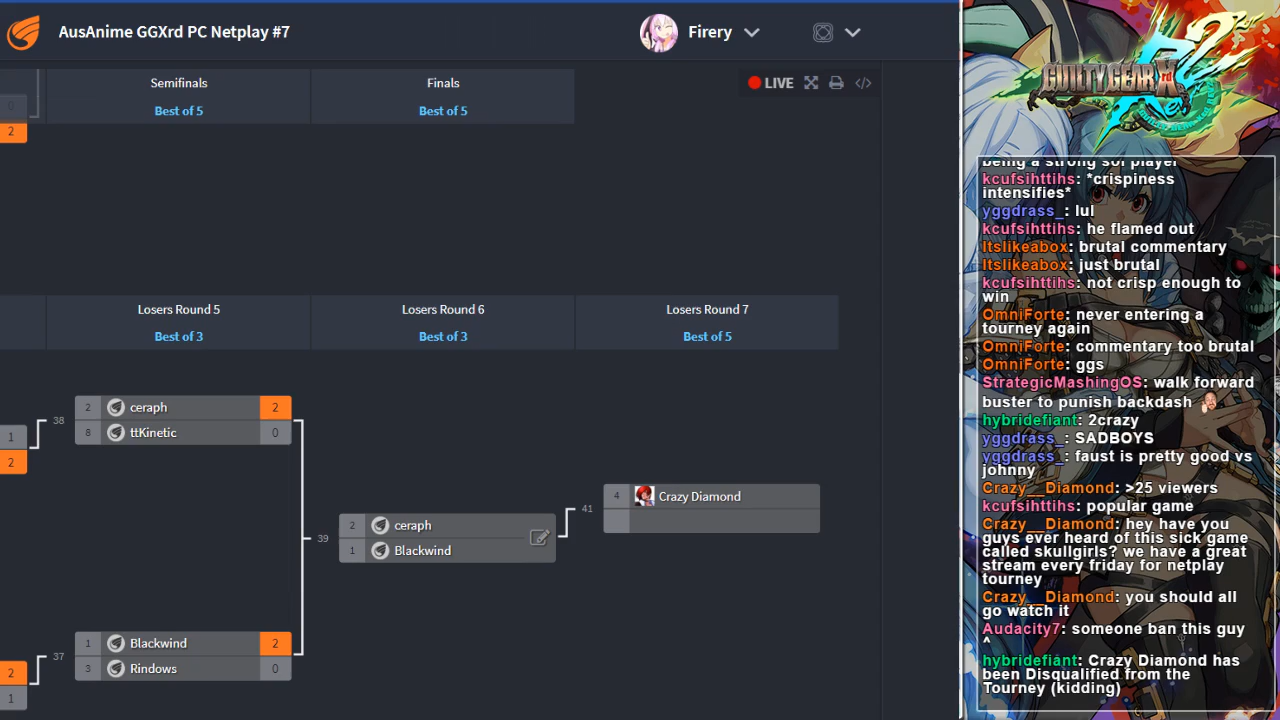 AusAnime GGXrd PC Netplay #7
Firery
Semifinals
Finals
LIVE
Best of 5
Best of 5
0
2
Losers Round 5
Losers Round 6
Losers Round 7
Best of 3
Best of 3
Best of 5
1
2
38
2 ceraph 2
8 ttKinetic 0
39
2 ceraph
1 Blackwind
41
4 Crazy Diamond
2
1
37
1 Blackwind 2
3 Rindows 0
GUILTY GEAR Xrd
being a strong sol player
kcufsihttihs: *crispiness
intensifies*
yggdrass_: lul
kcufsihttihs: he flamed out
Itslikeabox: brutal commentary
Itslikeabox: just brutal
kcufsihttihs: not crisp enough to
win
OmniForte: never entering a
tourney again
OmniForte: commentary too brutal
OmniForte: ggs
StrategicMashingOS: walk forward
buster to punish backdash
hybridefiant: 2crazy
yggdrass_: SADBOYS
yggdrass_: faust is pretty good vs
johnny
Crazy__Diamond: >25 viewers
kcufsihttihs: popular game
Crazy__Diamond: hey have you
guys ever heard of this sick game
called skullgirls? we have a great
stream every friday for netplay
tourney
Crazy__Diamond: you should all
go watch it
Audacity7: someone ban this guy
^
hybridefiant: Crazy Diamond has
been Disqualified from the
Tourney (kidding)